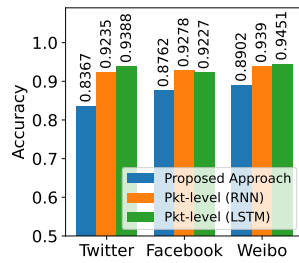 0.8367
0.9235
0.9388
0.8762
0.9278
0.9227
0.8902
0.939
0.9451
1.0
0.9
0.8
0.7
0.6
0.5
Accuracy
Proposed Approach
Pkt-level (RNN)
Pkt-level (LSTM)
Twitter
Facebook
Weibo